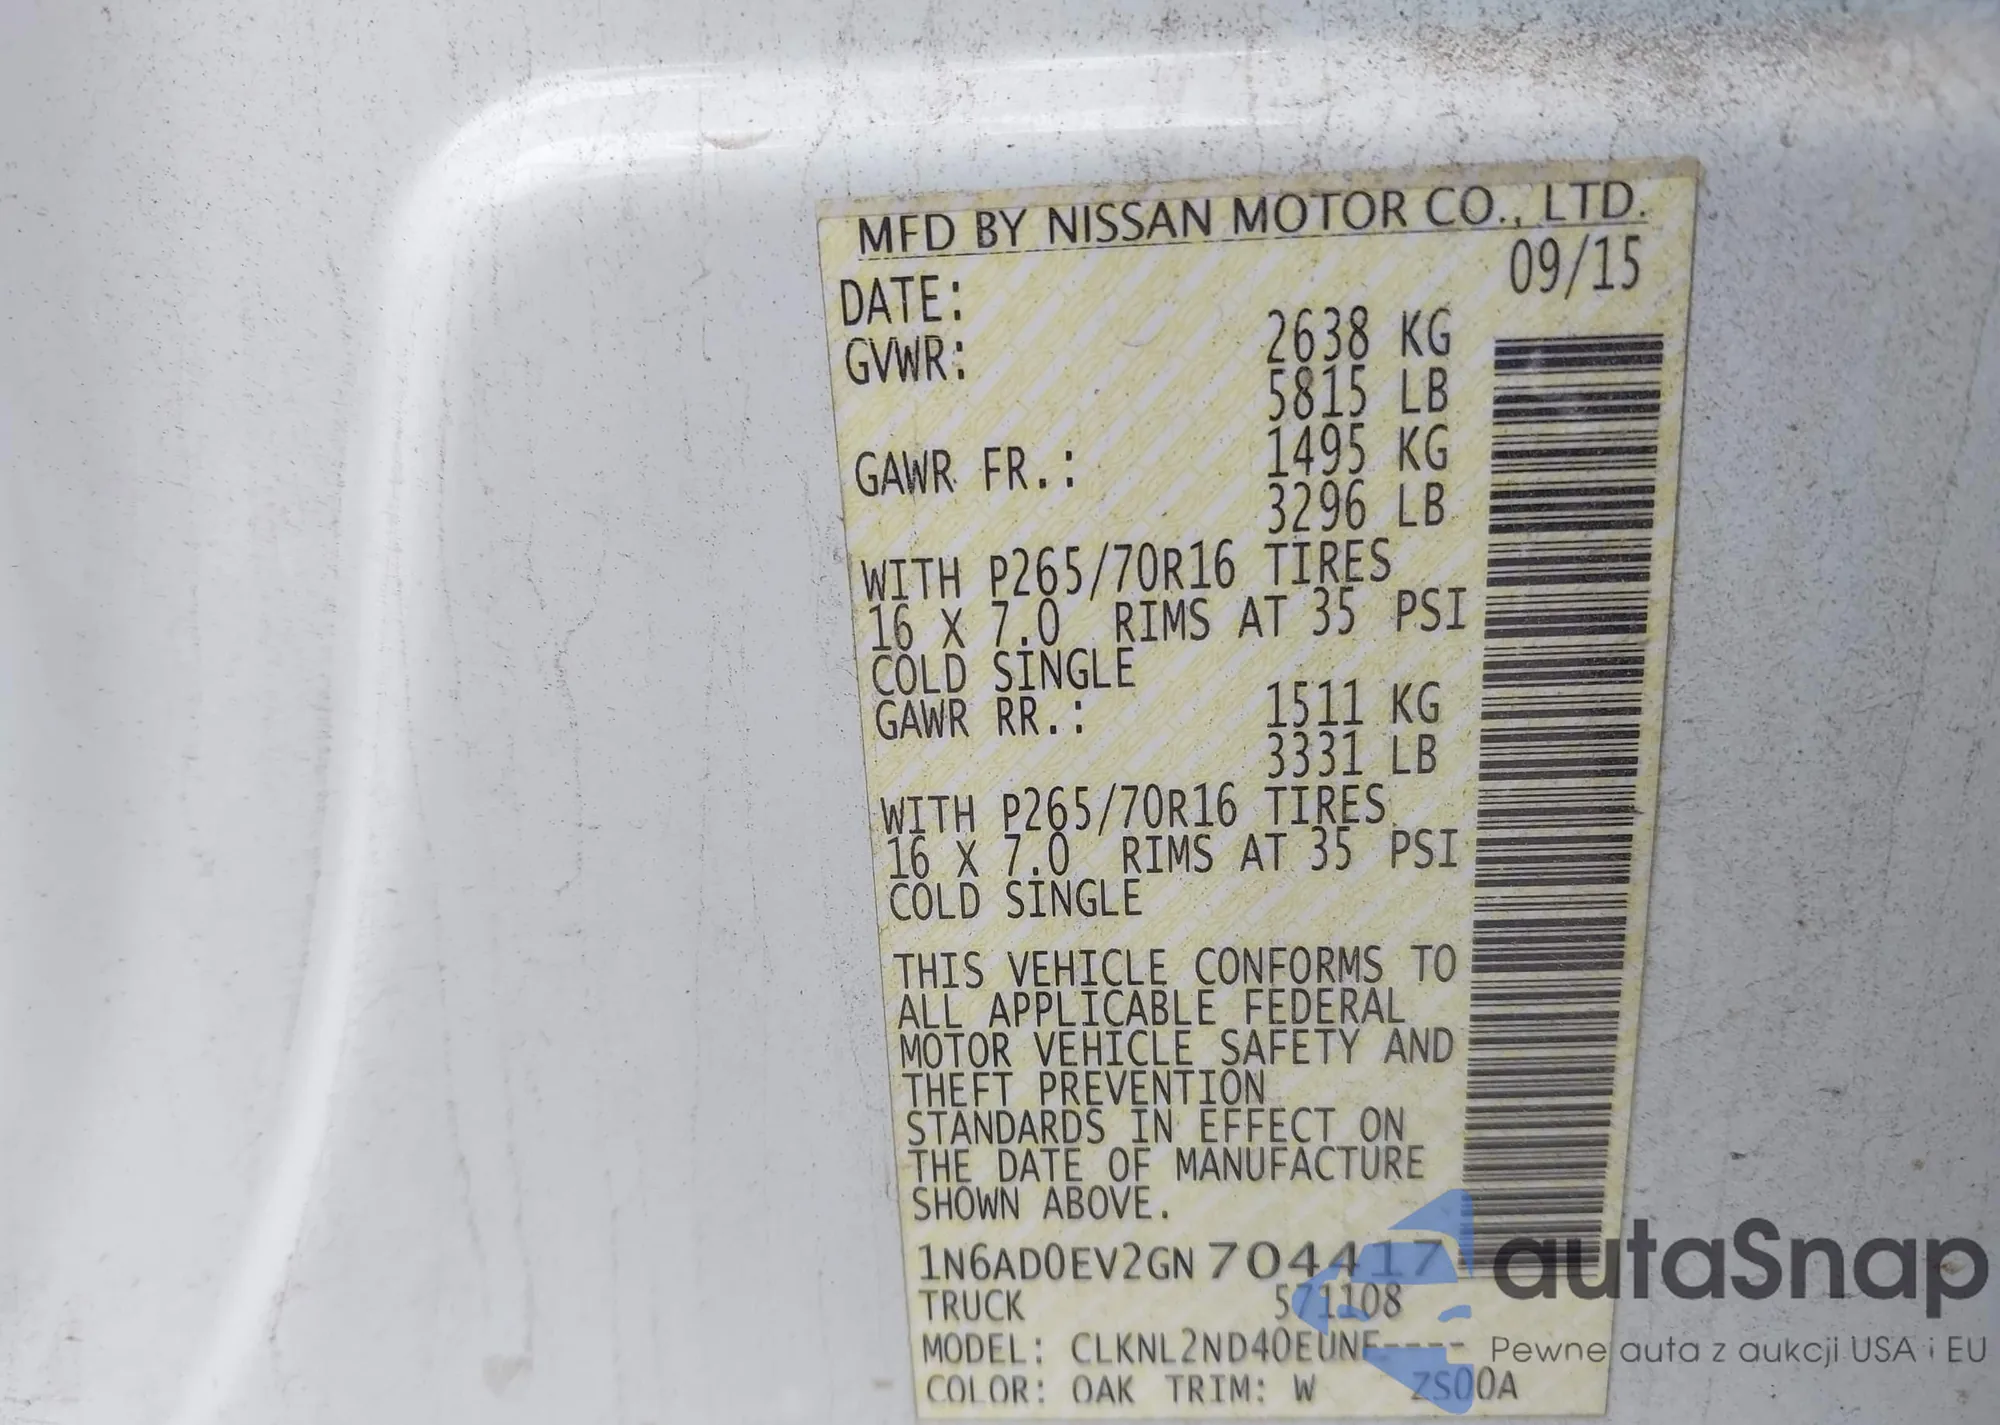 MFD BY NISSAN MOTOR CO., LTD.
DATE: 09/15
GVWR: 2638 KG
5815 LB
GAWR FR.: 1495 KG
3296 LB
WITH P265/70R16 TIRES
16 X 7.0 RIMS AT 35 PSI
COLD SINGLE
GAWR RR.: 1511 KG
3331 LB
WITH P265/70R16 TIRES
16 X 7.0 RIMS AT 35 PSI
COLD SINGLE
THIS VEHICLE CONFORMS TO
ALL APPLICABLE FEDERAL
MOTOR VEHICLE SAFETY AND
THEFT PREVENTION
STANDARDS IN EFFECT ON
THE DATE OF MANUFACTURE
SHOWN ABOVE.
1N6AD0EV2GN 704417
TRUCK 571108
MODEL: CLKNL2ND40EUNF----
COLOR: QAK TRIM: W ZS00A
autaSnap
Pewne auta z aukcji USA i EU